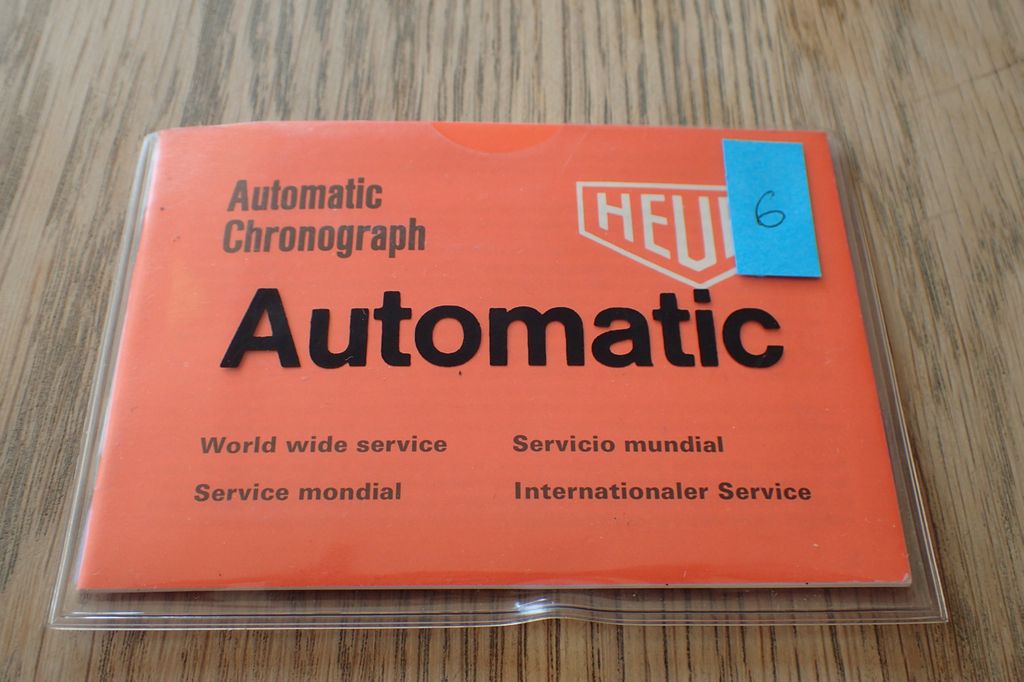 Automatic
Chronograph
HEU
6
Automatic
World wide service
Servicio mundial
Service mondial
Internationaler Service